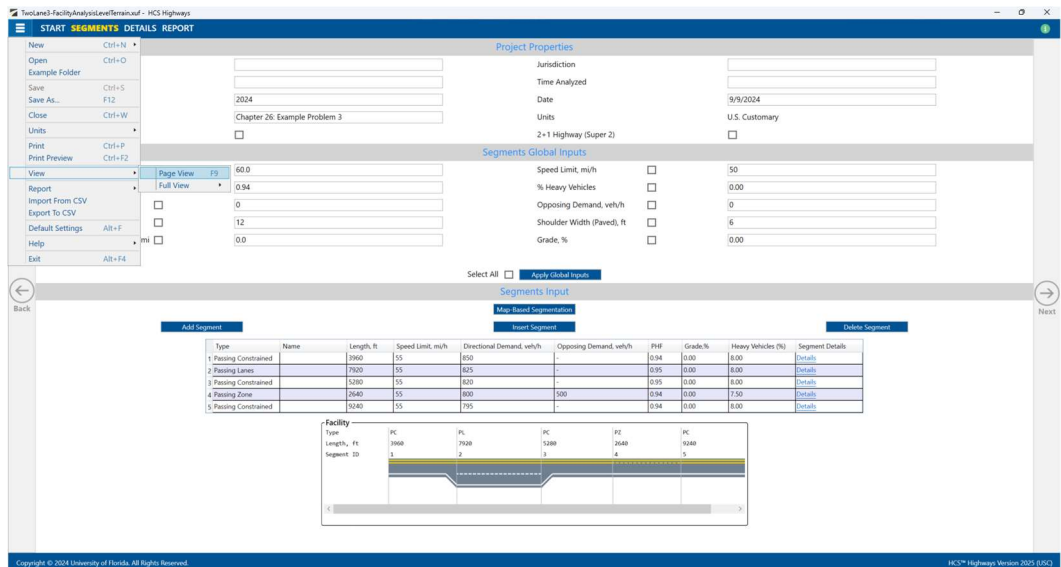 TwoLane3-FacilityAnalysisLevelTerrain.xuf - HCS Highways
START SEGMENTS DETAILS REPORT
New Ctrl+N
Open Ctrl+O
Example Folder
Save Ctrl+S
Save As... F12
Close Ctrl+W
Units
Print Ctrl+P
Print Preview Ctrl+F2
View
Page View F9
Full View
Report
Import From CSV
Export To CSV
Default Settings Alt+F
Help
Exit Alt+F4
Project Properties
Jurisdiction
Time Analyzed
2024 Date 9/9/2024
Chapter 26: Example Problem 3 Units U.S. Customary
2+1 Highway (Super 2)
Segments Global Inputs
60.0 Speed Limit, mi/h 50
0.94 % Heavy Vehicles 0.00
0 Opposing Demand, veh/h 0
12 Shoulder Width (Paved), ft 6
mi 0.0 Grade, % 0.00
Select All Apply Global Inputs
Back
Next
Segments Input
Map-Based Segmentation
Add Segment Insert Segment Delete Segment
Type Name Length, ft Speed Limit, mi/h Directional Demand, veh/h Opposing Demand, veh/h PHF Grade,% Heavy Vehicles (%) Segment Details
1 Passing Constrained 3960 55 850 - 0.94 0.00 8.00 Details
2 Passing Lanes 7920 55 825 - 0.95 0.00 8.00 Details
3 Passing Constrained 5280 55 820 - 0.95 0.00 8.00 Details
4 Passing Zone 2640 55 800 500 0.94 0.00 7.50 Details
5 Passing Constrained 9240 55 795 - 0.94 0.00 8.00 Details
Facility
Type PC PL PC PZ PC
Length, ft 3960 7920 5280 2640 9240
Segment ID 1 2 3 4 5
Copyright © 2024 University of Florida. All Rights Reserved. HCS™ Highways Version 2025 (USC)